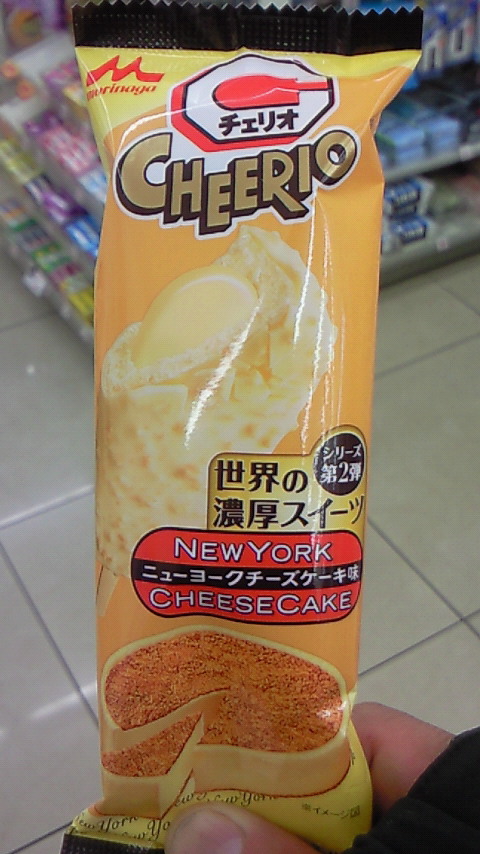 morinaga
チェリオ
CHEERIO
シリーズ
第2弾
世界の
濃厚スイーツ
NEW YORK
ニューヨークチーズケーキ味
CHEESECAKE
New York
※イメージ図